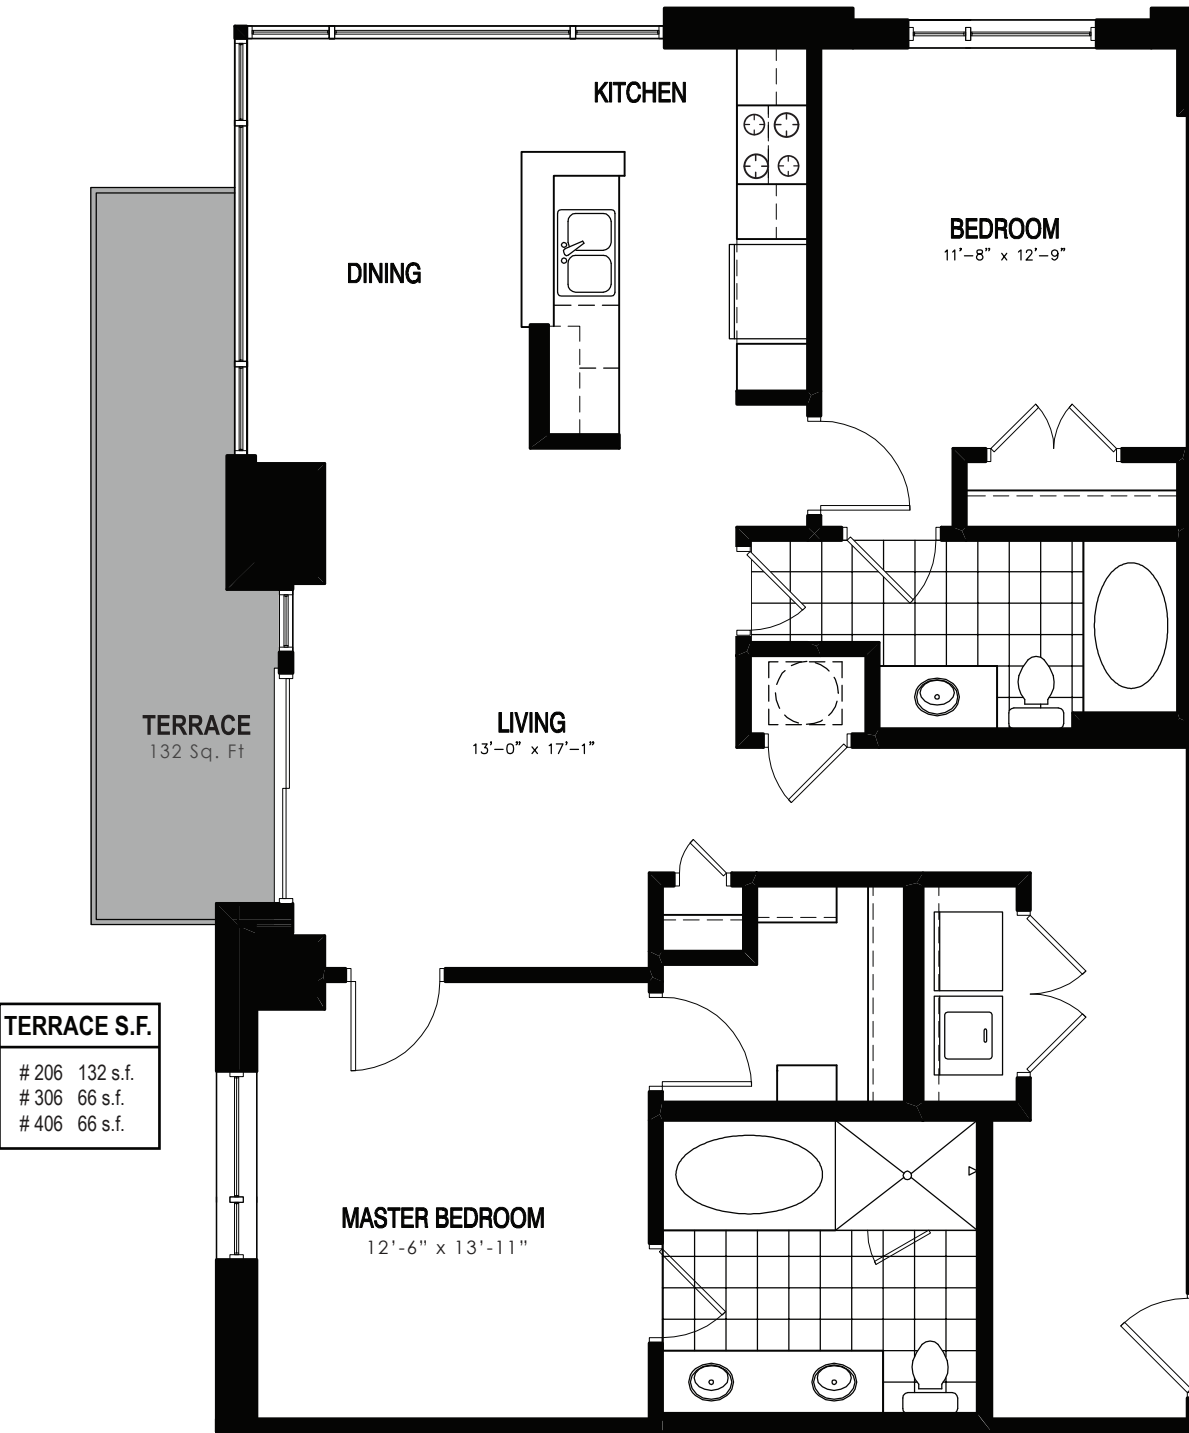 KITCHEN
BEDROOM
11'-8" x 12'-9"
DINING
TERRACE
132 Sq. Ft
LIVING
13'-0" x 17'-1"
TERRACE S.F.
# 206 132 s.f.
# 306 66 s.f.
# 406 66 s.f.
MASTER BEDROOM
12'-6" x 13'-11"